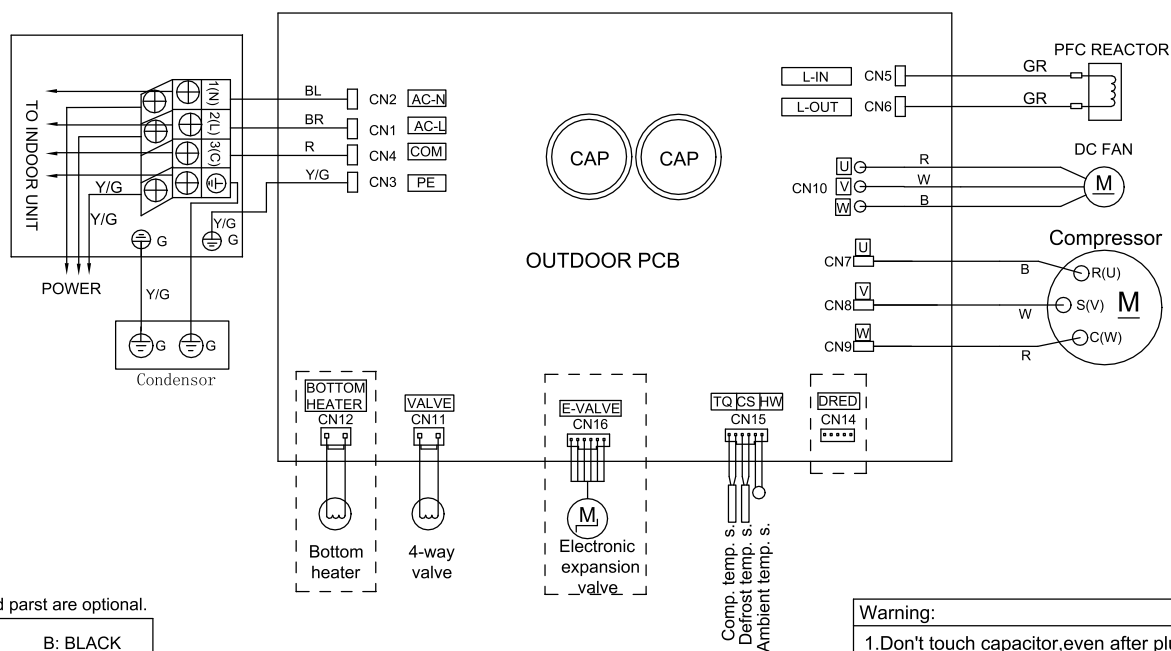 PFC REACTOR
L-IN CN5 GR
L-OUT CN6 GR
TO INDOOR UNIT
1(N)
2(L)
3(C)
BL CN2 AC-N
BR CN1 AC-L
R CN4 COM
Y/G CN3 PE
CAP CAP
DC FAN
CN10
U R
V W
W B
M
Y/G
Y/G
Y/G
G G
POWER
Y/G
G G
Condensor
OUTDOOR PCB
Compressor
U
CN7 B R(U)
V
CN8 W S(V) M
W
CN9 R C(W)
BOTTOM
HEATER
CN12
VALVE
CN11
E-VALVE
CN16
TQ CS HW
CN15
DRED
CN14
M
Bottom
heater
4-way
valve
Electronic
expansion
valve
Comp. temp. s.
Defrost temp. s.
Ambient temp. s.
d parst are optional.
B: BLACK
Warning:
1.Don't touch capacitor,even after plu